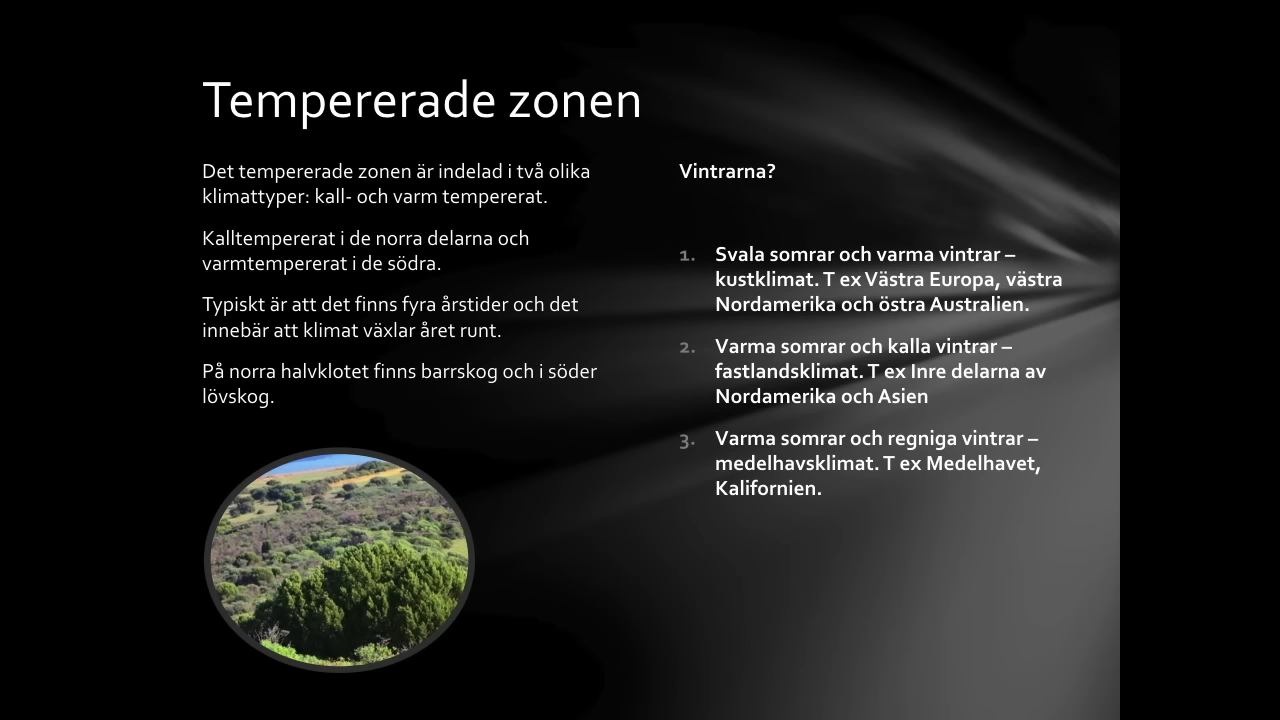 Tempererade zonen
Det tempererade zonen är indelad i två olika
klimattyper: kall- och varm tempererat.
Kalltempererat i de norra delarna och
varmtempererat i de södra.
Typiskt är att det finns fyra årstider och det
innebär att klimat växlar året runt.
På norra halvklotet finns barrskog och i söder
lövskog.
Vintrarna?
1. Svala somrar och varma vintrar –
kustklimat. T ex Västra Europa, västra
Nordamerika och östra Australien.
2. Varma somrar och kalla vintrar –
fastlandsklimat. T ex Inre delarna av
Nordamerika och Asien
3. Varma somrar och regniga vintrar –
medelhavsklimat. T ex Medelhavet,
Kalifornien.